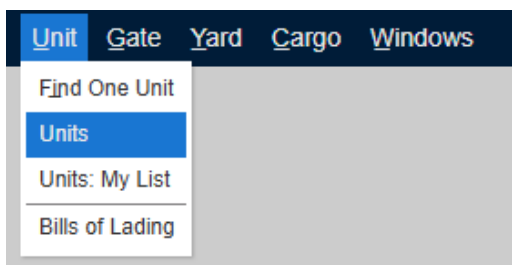 Unit Gate Yard Cargo Windows
Find One Unit
Units
Units: My List
Bills of Lading